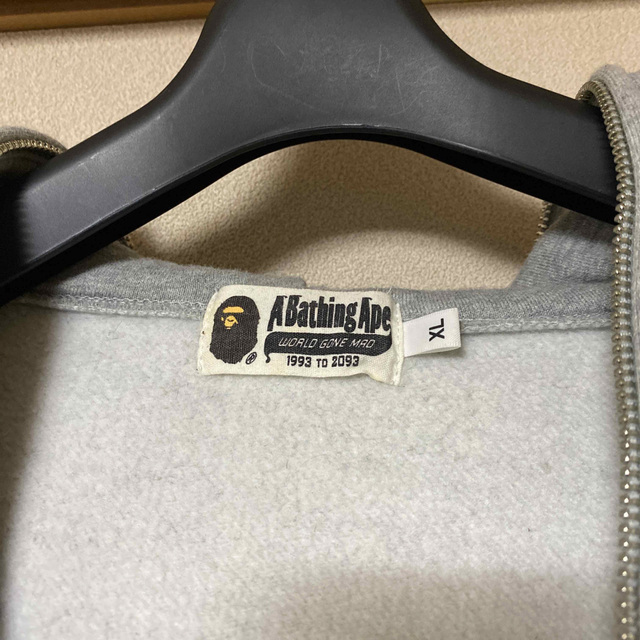 A Bathing Ape
®
WORLD GONE MAD
1993 TO 2093
XL